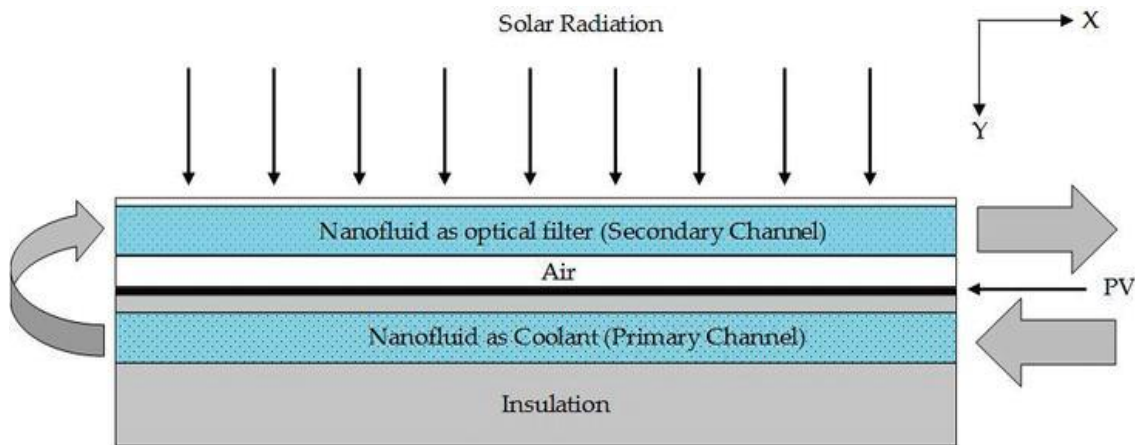 Solar Radiation
X
Y
Nanofluid as optical filter (Secondary Channel)
Air
PV
Nanofluid as Coolant (Primary Channel)
Insulation